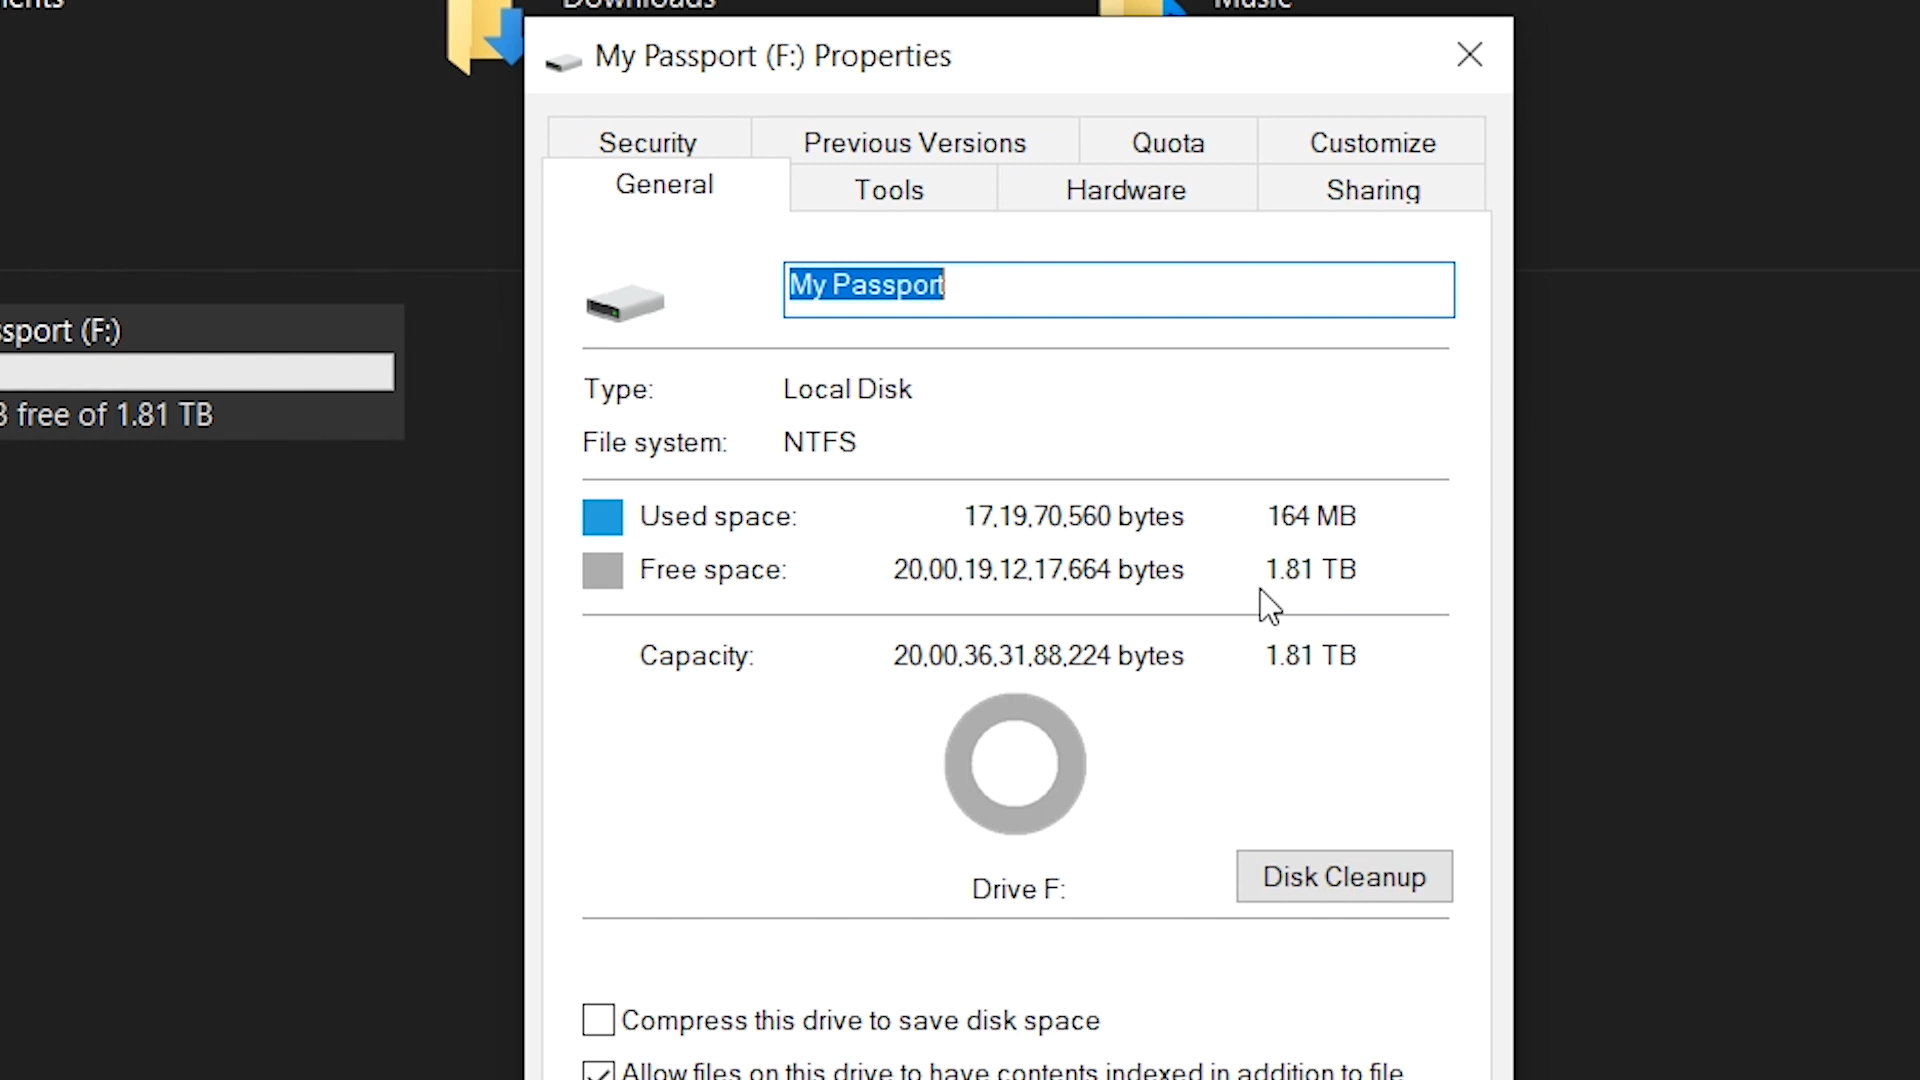 Downloads
Music
My Passport (F:) Properties
Security Previous Versions Quota Customize
General Tools Hardware Sharing
My Passport
sport (F:)
free of 1.81 TB
Type: Local Disk
File system: NTFS
Used space: 17,19,70,560 bytes 164 MB
Free space: 20,00,19,12,17,664 bytes 1.81 TB
Capacity: 20,00,36,31,88,224 bytes 1.81 TB
Drive F:
Disk Cleanup
Compress this drive to save disk space
Allow files on this drive to have contents indexed in addition to file